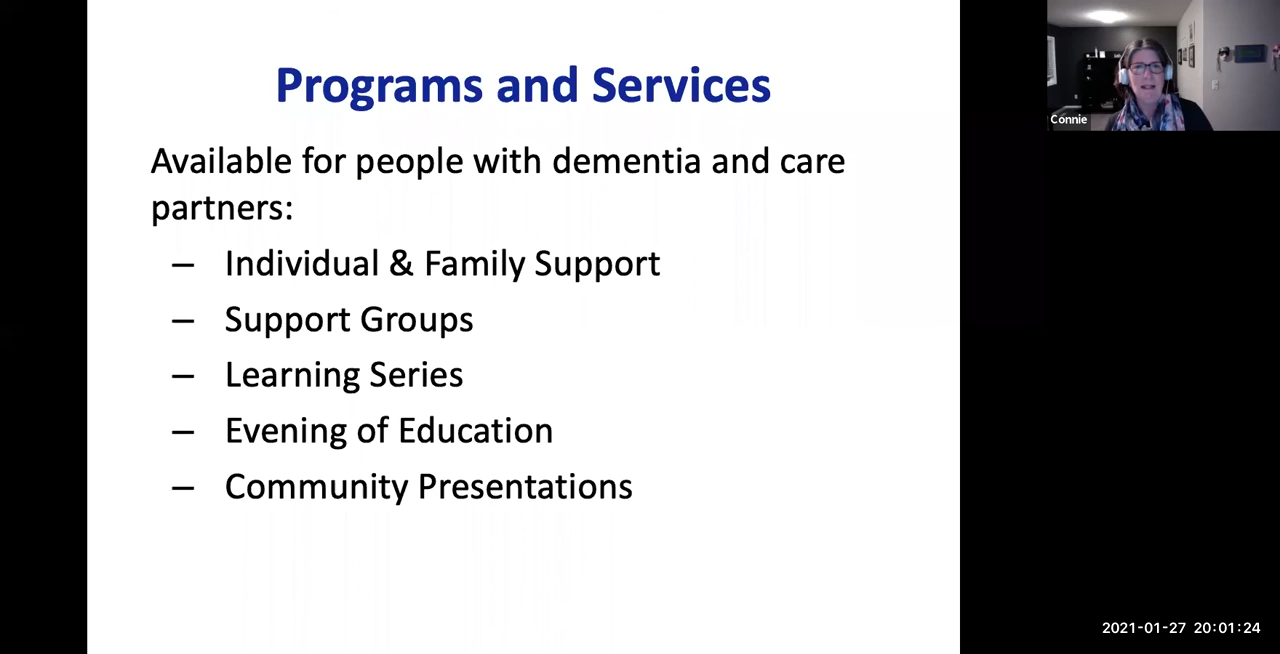 Programs and Services
Available for people with dementia and care
partners:
– Individual & Family Support
– Support Groups
– Learning Series
– Evening of Education
– Community Presentations
Connie
2021-01-27 20:01:24